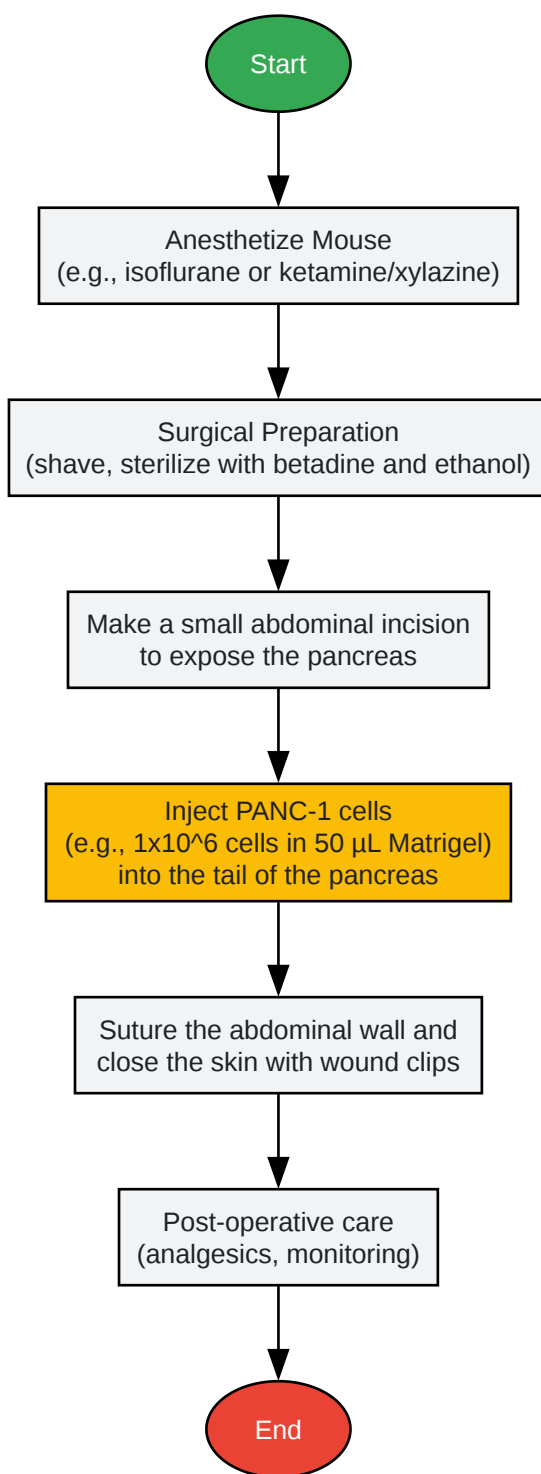 Start
Anesthetize Mouse
(e.g., isoflurane or ketamine/xylazine)
Surgical Preparation
(shave, sterilize with betadine and ethanol)
Make a small abdominal incision
to expose the pancreas
Inject PANC-1 cells
(e.g., 1x10^6 cells in 50 µL Matrigel)
into the tail of the pancreas
Suture the abdominal wall and
close the skin with wound clips
Post-operative care
(analgesics, monitoring)
End